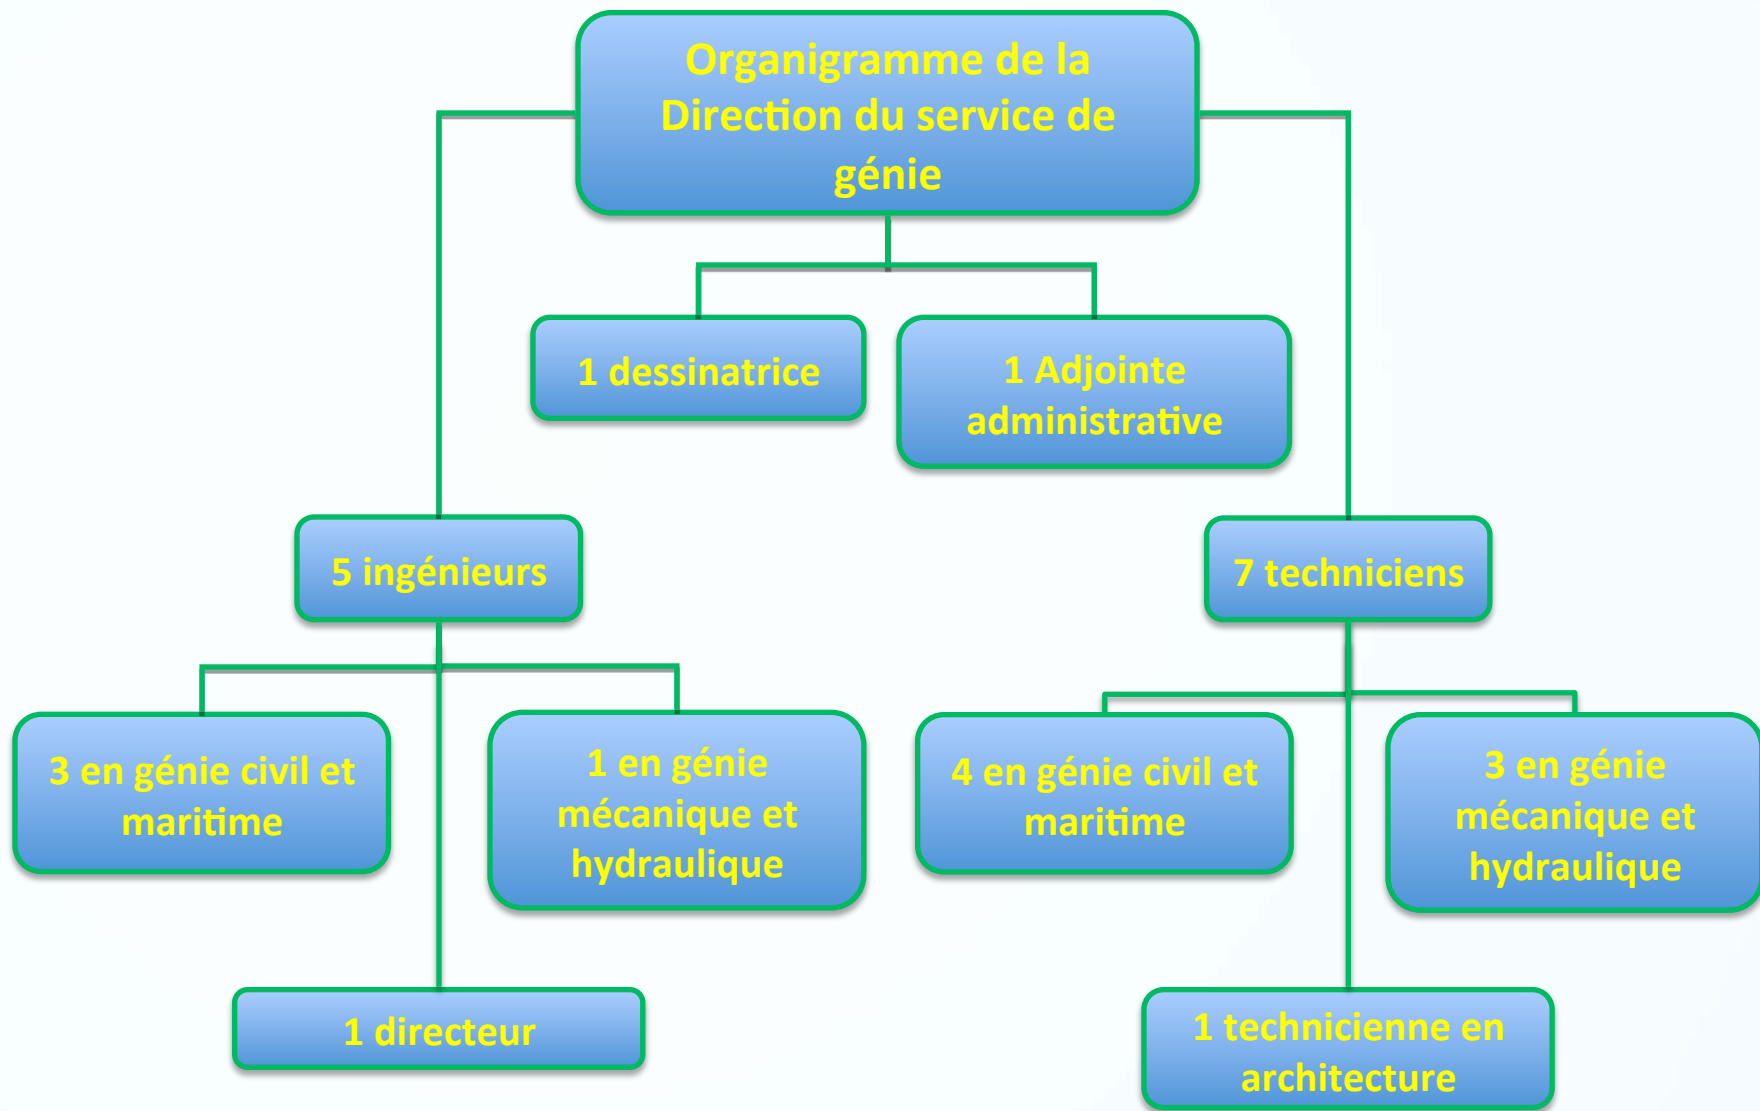 Organigramme de la
Direction du service de
génie
1 dessinatrice
1 Adjointe
administrative
5 ingénieurs
7 techniciens
3 en génie civil et
maritime
1 en génie
mécanique et
hydraulique
4 en génie civil et
maritime
3 en génie
mécanique et
hydraulique
1 directeur
1 technicienne en
architecture